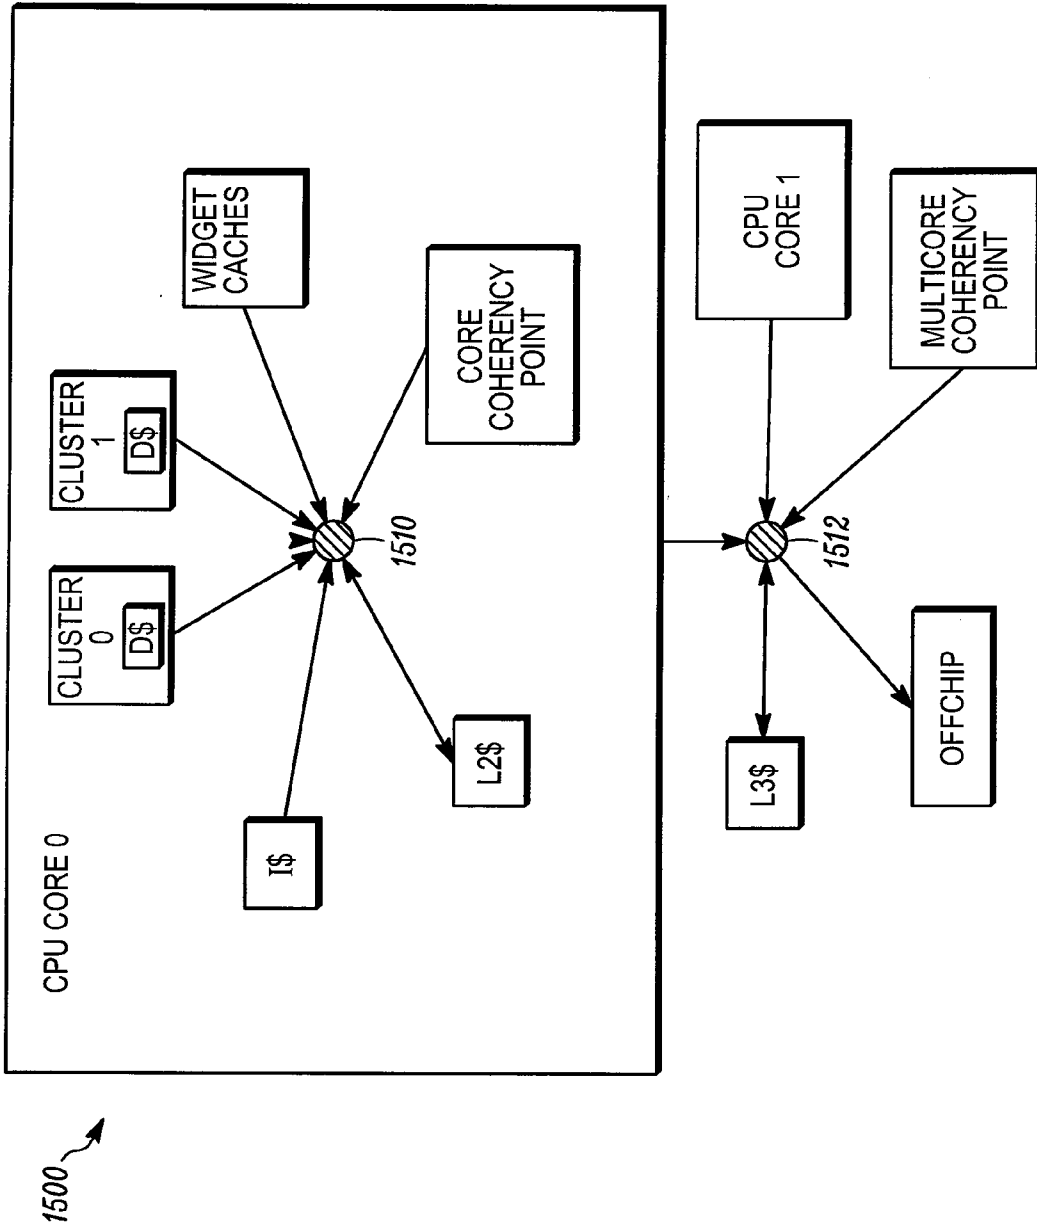 1500
CPU CORE 0
CLUSTER
0
D$
CLUSTER
1
D$
WIDGET
CACHES
I$
L2$
1510
CORE
COHERENCY
POINT
L3$
OFFCHIP
1512
CPU
CORE 1
MULTICORE
COHERENCY
POINT